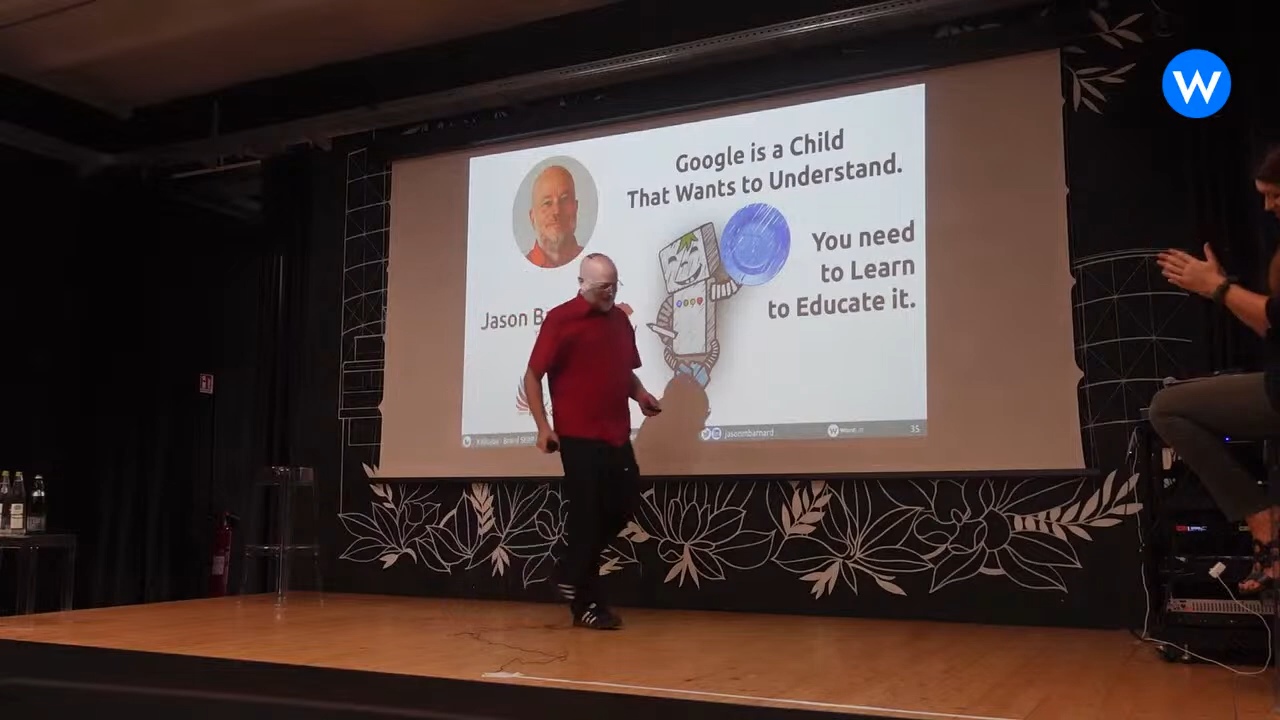 W
Google is a Child
That Wants to Understand.
You need
to Learn
to Educate it.
Jason B
jasonmbarnard
35